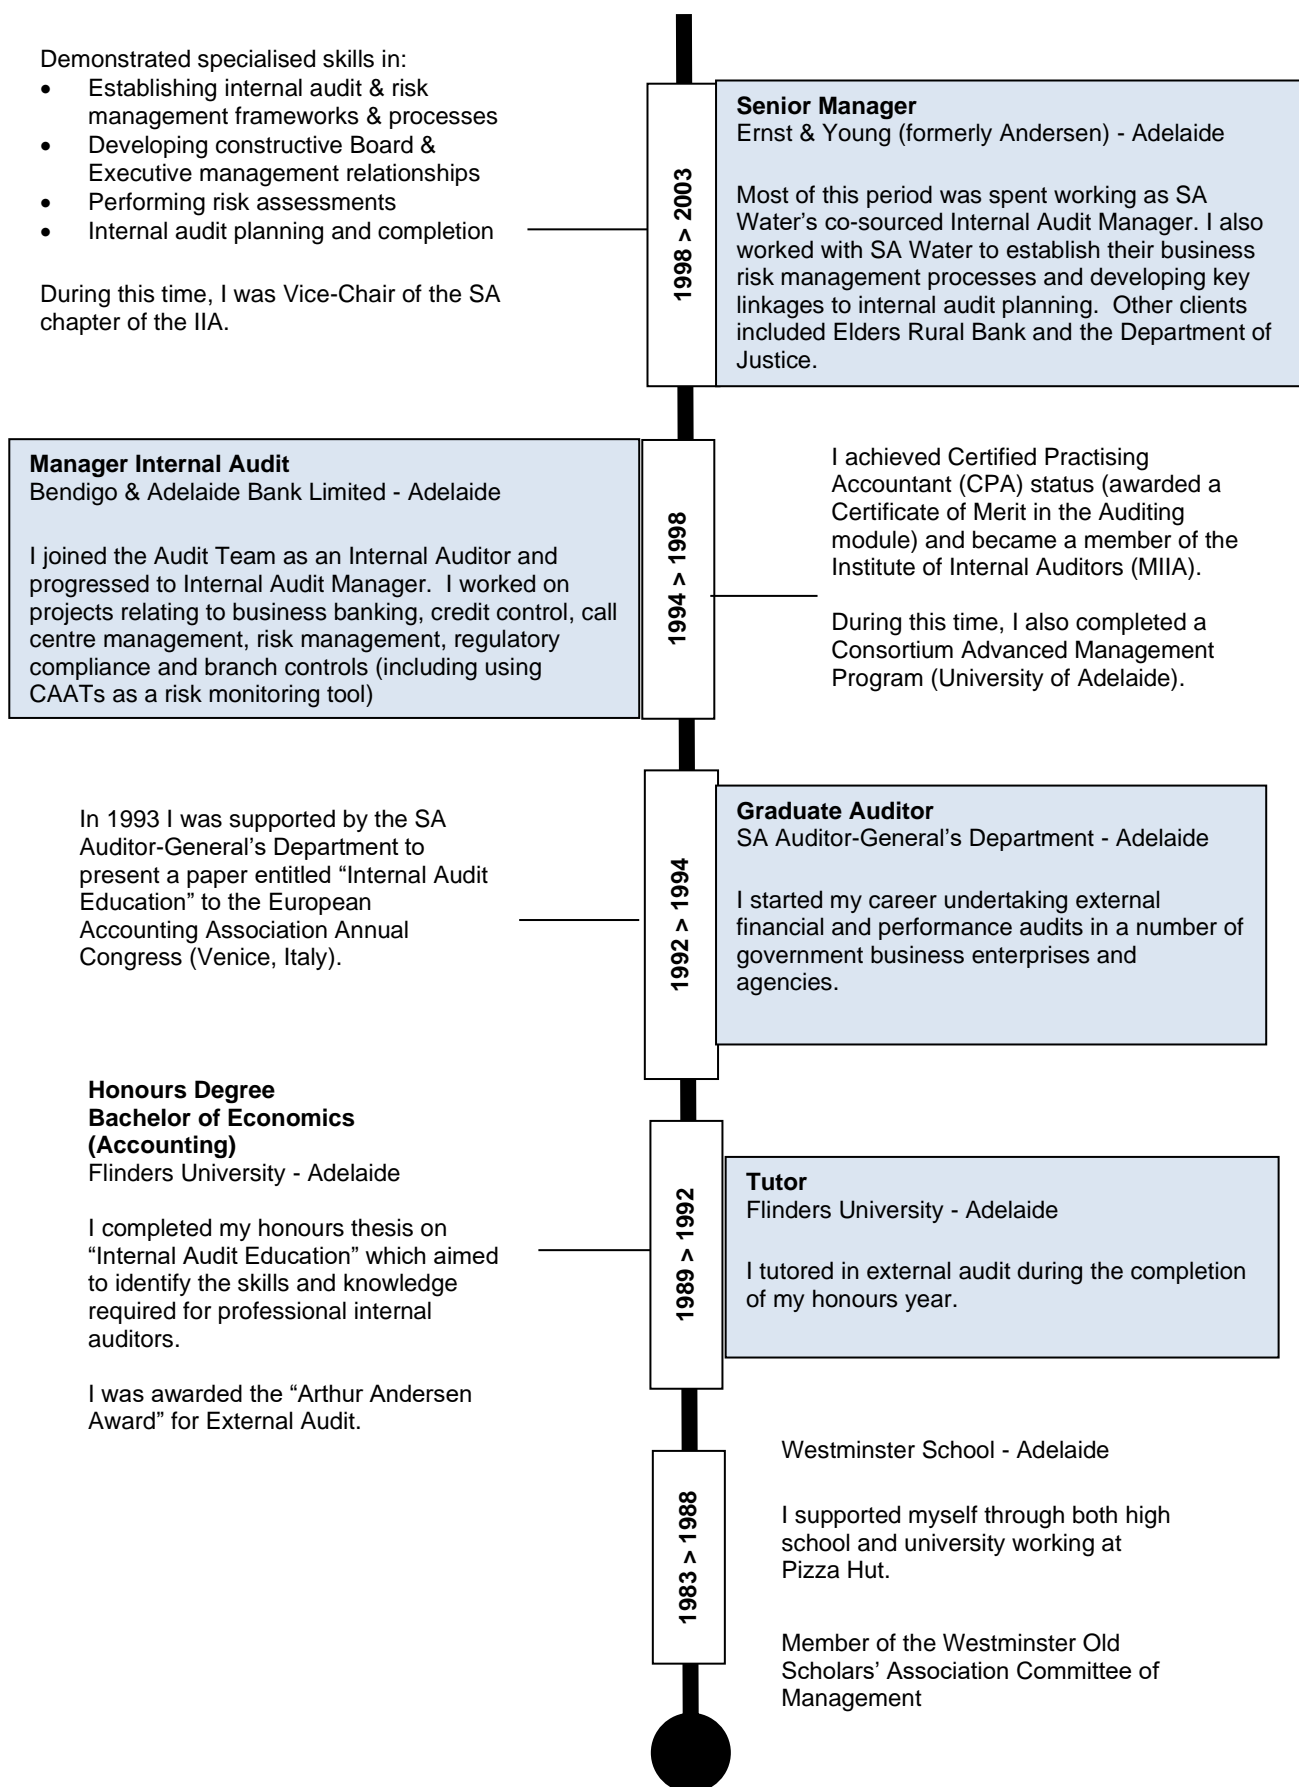 Demonstrated specialised skills in:
• Establishing internal audit & risk
management frameworks & processes
• Developing constructive Board &
Executive management relationships
• Performing risk assessments
• Internal audit planning and completion
During this time, I was Vice-Chair of the SA
chapter of the IIA.
1998 > 2003
Senior Manager
Ernst & Young (formerly Andersen) - Adelaide
Most of this period was spent working as SA
Water's co-sourced Internal Audit Manager. I also
worked with SA Water to establish their business
risk management processes and developing key
linkages to internal audit planning.  Other clients
included Elders Rural Bank and the Department of
Justice.
Manager Internal Audit
Bendigo & Adelaide Bank Limited - Adelaide
I joined the Audit Team as an Internal Auditor and
progressed to Internal Audit Manager.  I worked on
projects relating to business banking, credit control, call
centre management, risk management, regulatory
compliance and branch controls (including using
CAATs as a risk monitoring tool)
1994 > 1998
I achieved Certified Practising
Accountant (CPA) status (awarded a
Certificate of Merit in the Auditing
module) and became a member of the
Institute of Internal Auditors (MIIA).
During this time, I also completed a
Consortium Advanced Management
Program (University of Adelaide).
In 1993 I was supported by the SA
Auditor-General's Department to
present a paper entitled “Internal Audit
Education” to the European
Accounting Association Annual
Congress (Venice, Italy).
1992 > 1994
Graduate Auditor
SA Auditor-General's Department - Adelaide
I started my career undertaking external
financial and performance audits in a number of
government business enterprises and
agencies.
Honours Degree
Bachelor of Economics
(Accounting)
Flinders University - Adelaide
I completed my honours thesis on
“Internal Audit Education” which aimed
to identify the skills and knowledge
required for professional internal
auditors.
I was awarded the “Arthur Andersen
Award” for External Audit.
1989 > 1992
Tutor
Flinders University - Adelaide
I tutored in external audit during the completion
of my honours year.
1983 > 1988
Westminster School - Adelaide
I supported myself through both high
school and university working at
Pizza Hut.
Member of the Westminster Old
Scholars' Association Committee of
Management